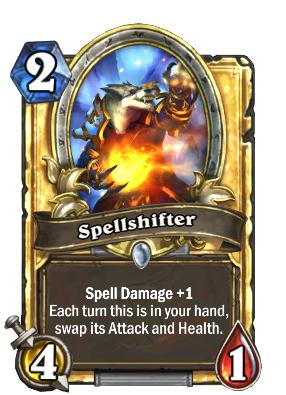 2
Spellshifter
Spell Damage +1
Each turn this is in your hand,
swap its Attack and Health.
4
1